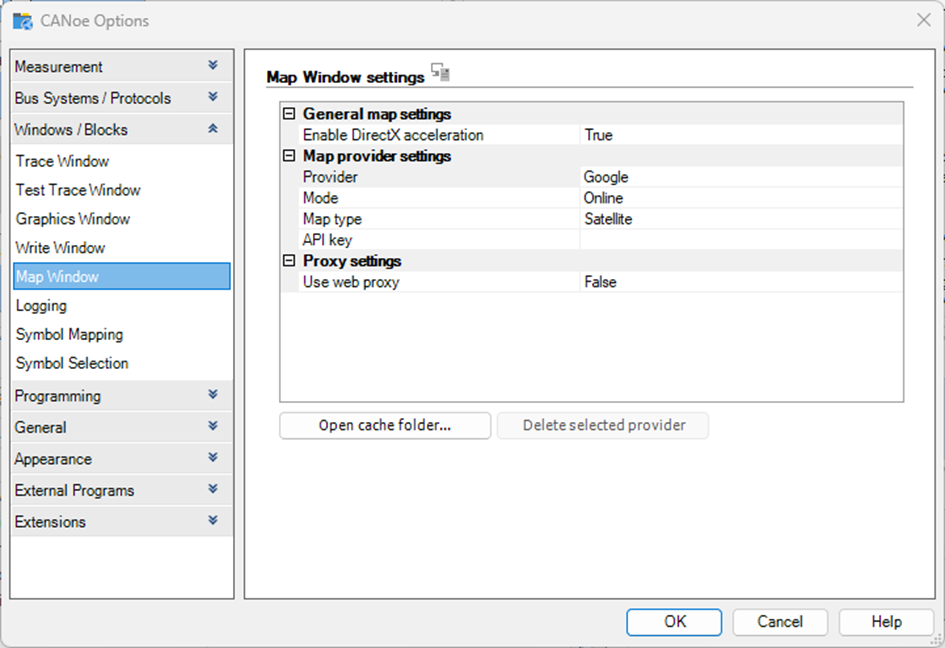 CANoe Options
Measurement
Bus Systems / Protocols
Windows / Blocks
Trace Window
Test Trace Window
Graphics Window
Write Window
Map Window
Logging
Symbol Mapping
Symbol Selection
Programming
General
Appearance
External Programs
Extensions
Map Window settings
General map settings
Enable DirectX acceleration True
Map provider settings
Provider Google
Mode Online
Map type Satellite
API key
Proxy settings
Use web proxy False
Open cache folder... Delete selected provider
OK Cancel Help